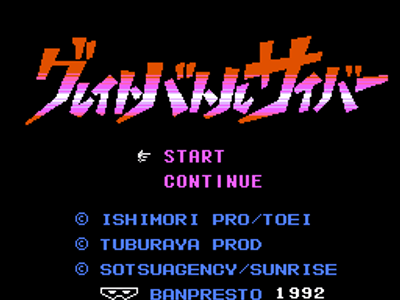 グレイトバトルサイバー
START
CONTINUE
© ISHIMORI PRO/TOEI
© TUBURAYA PROD
© SOTSUAGENCY/SUNRISE
BANPRESTO 1992